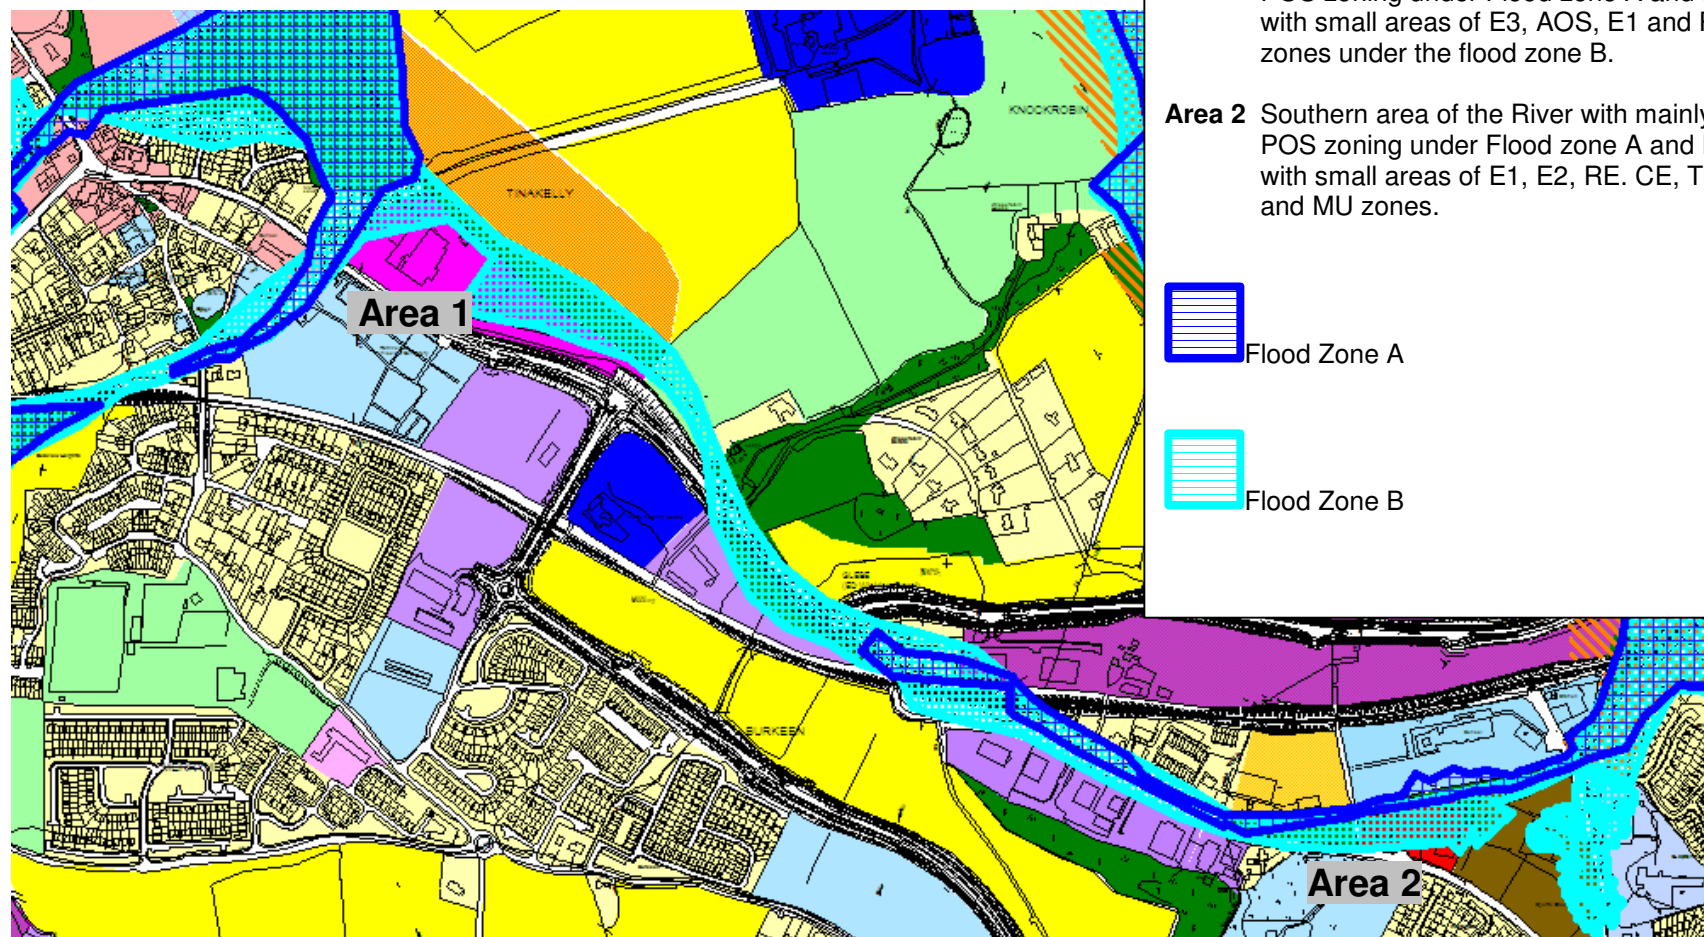 with small areas of E3, AOS, E1 and
zones under the flood zone B.
Area 2 Southern area of the River with mainly
POS zoning under Flood zone A and
with small areas of E1, E2, RE. CE, T
and MU zones.
Flood Zone A
Flood Zone B
KNOCKROBIN
TINAKELLY
Area 1
GLEBE
BURKEEN
Area 2